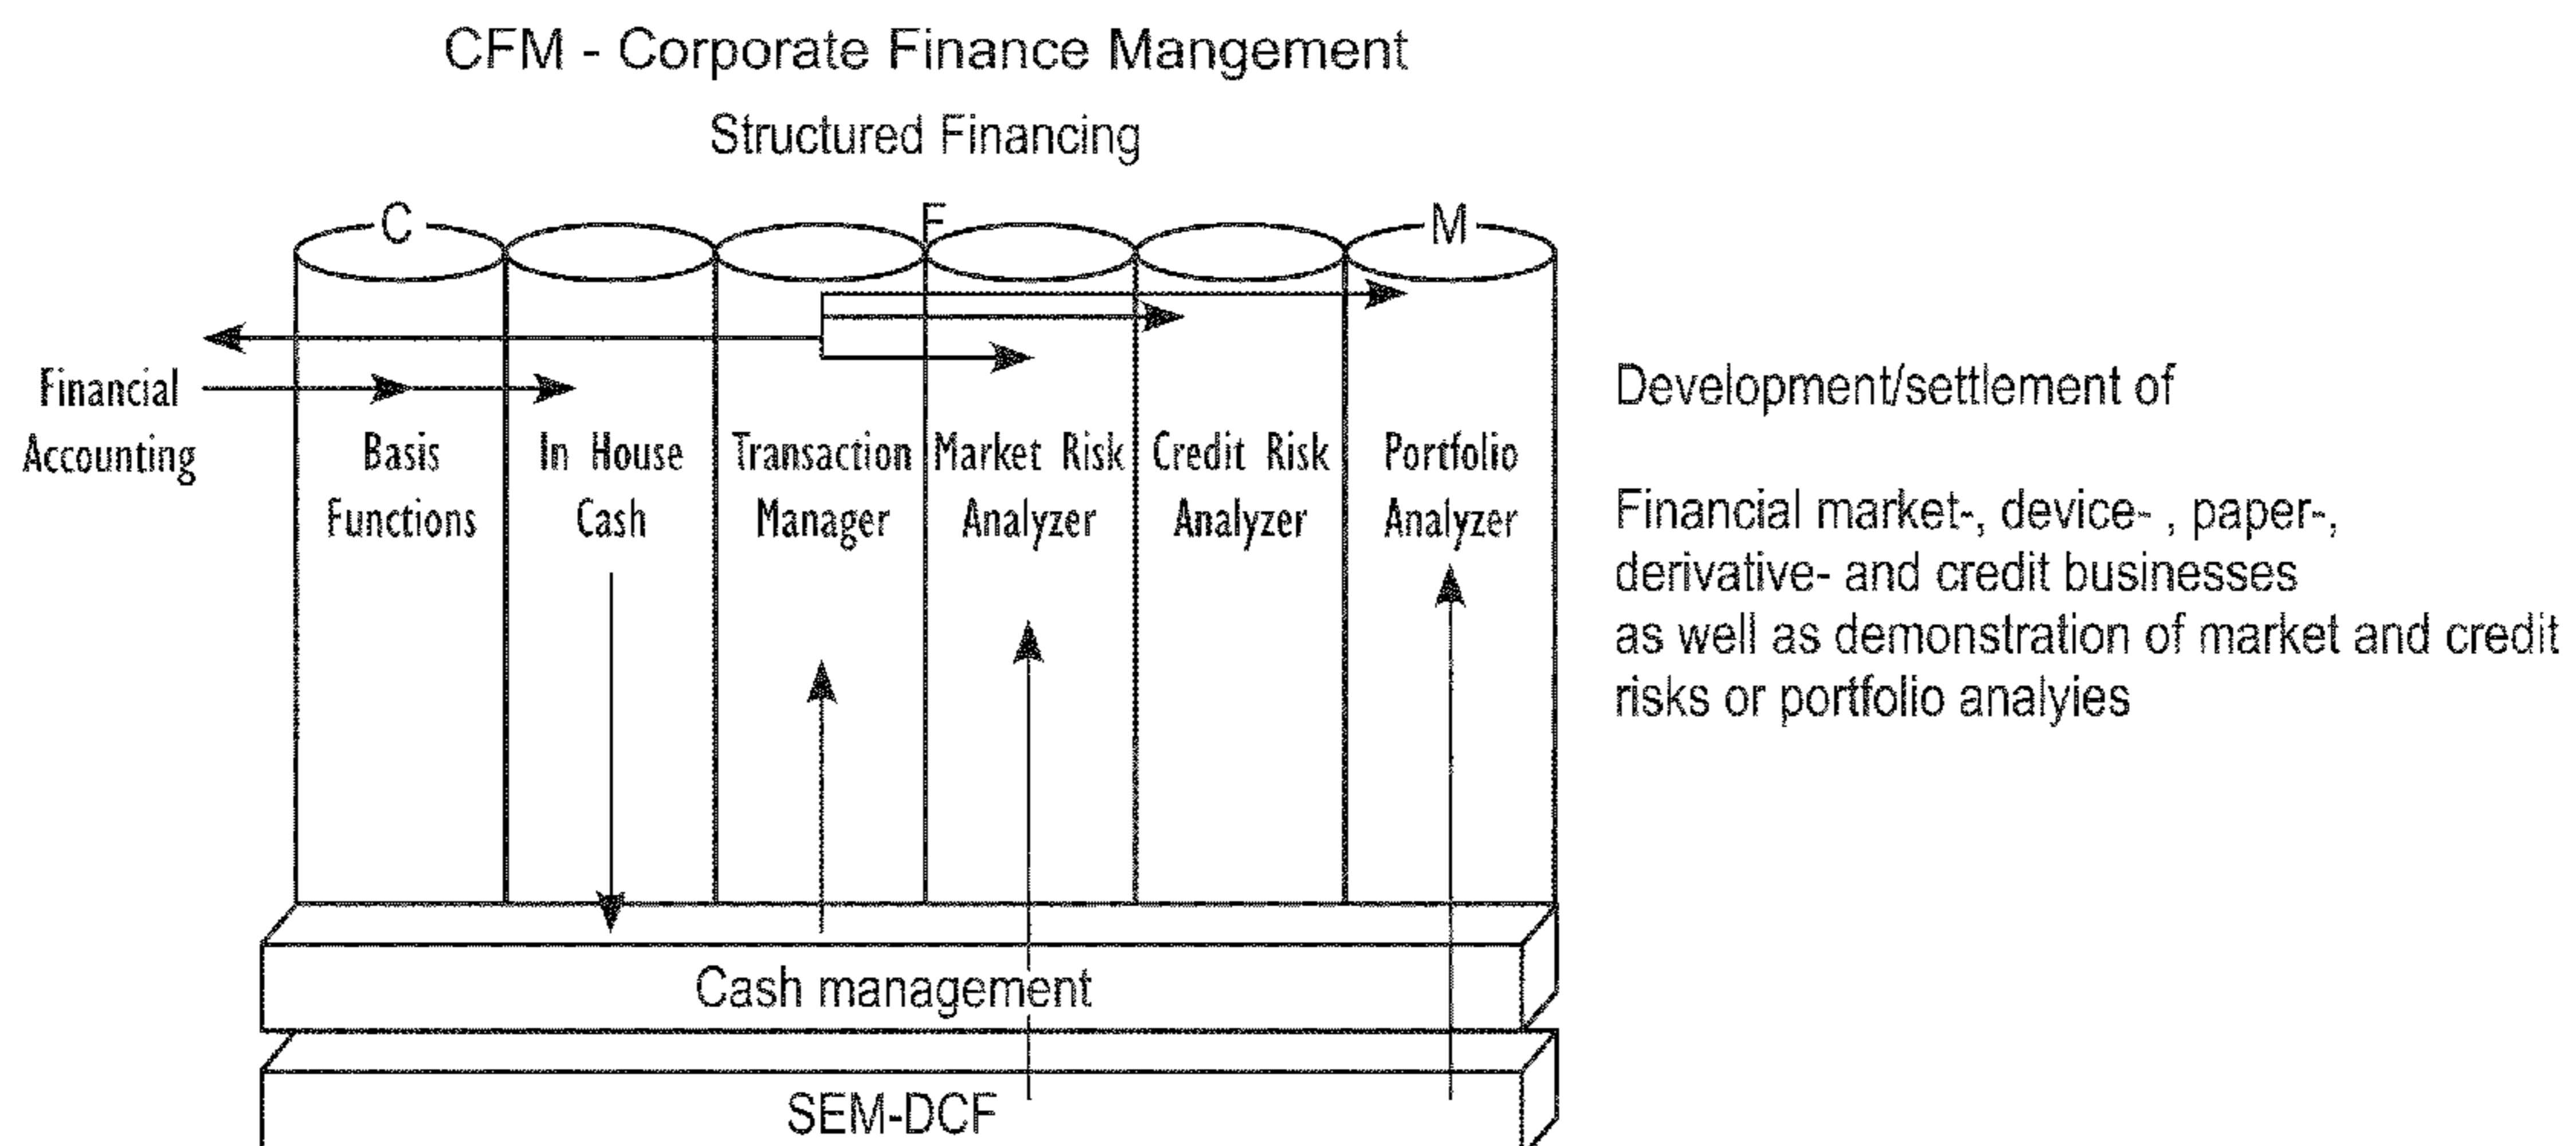 CFM - Corporate Finance Mangement
Structured Financing
C
F
M
Financial
Accounting
Basis
Functions
In House
Cash
Transaction
Manager
Market Risk
Analyzer
Credit Risk
Analyzer
Portfolio
Analyzer
Development/settlement of
Financial market-, device- , paper-,
derivative- and credit businesses
as well as demonstration of market and credit
risks or portfolio analyies
Cash management
SEM-DCF